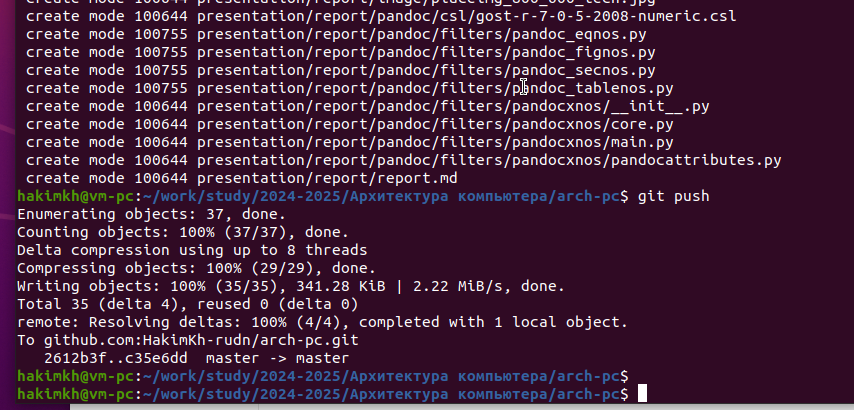 create mode 100644 presentation/report/image/placeimg_800_600_tech.jpg
create mode 100644 presentation/report/pandoc/csl/gost-r-7-0-5-2008-numeric.csl
create mode 100755 presentation/report/pandoc/filters/pandoc_eqnos.py
create mode 100755 presentation/report/pandoc/filters/pandoc_fignos.py
create mode 100755 presentation/report/pandoc/filters/pandoc_secnos.py
create mode 100755 presentation/report/pandoc/filters/pandoc_tablenos.py
create mode 100644 presentation/report/pandoc/filters/pandocxnos/__init__.py
create mode 100644 presentation/report/pandoc/filters/pandocxnos/core.py
create mode 100644 presentation/report/pandoc/filters/pandocxnos/main.py
create mode 100644 presentation/report/pandoc/filters/pandocxnos/pandocattributes.py
create mode 100644 presentation/report/report.md
hakimkh@vm-pc:~/work/study/2024-2025/Архитектура компьютера/arch-pc$ git push
Enumerating objects: 37, done.
Counting objects: 100% (37/37), done.
Delta compression using up to 8 threads
Compressing objects: 100% (29/29), done.
Writing objects: 100% (35/35), 341.28 KiB | 2.22 MiB/s, done.
Total 35 (delta 4), reused 0 (delta 0)
remote: Resolving deltas: 100% (4/4), completed with 1 local object.
To github.com:HakimKh-rudn/arch-pc.git
2612b3f..c35e6dd master -> master
hakimkh@vm-pc:~/work/study/2024-2025/Архитектура компьютера/arch-pc$
hakimkh@vm-pc:~/work/study/2024-2025/Архитектура компьютера/arch-pc$